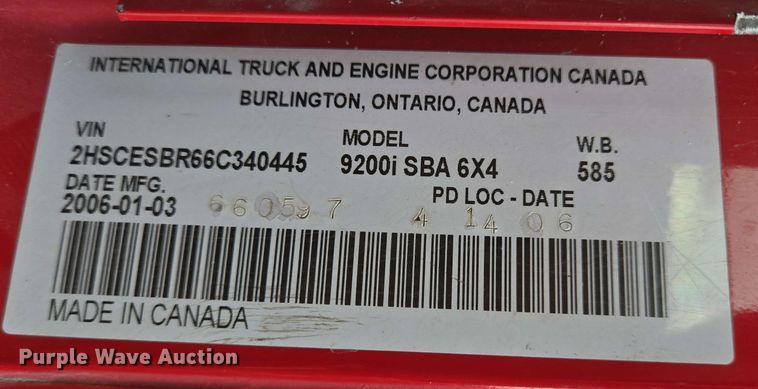 INTERNATIONAL TRUCK AND ENGINE CORPORATION CANADA
BURLINGTON, ONTARIO, CANADA
VIN MODEL W.B.
2HSCESBR66C340445 9200i SBA 6X4 585
DATE MFG. PD LOC - DATE
2006-01-03 660597 4 14 06
MADE IN CANADA
Purple Wave Auction